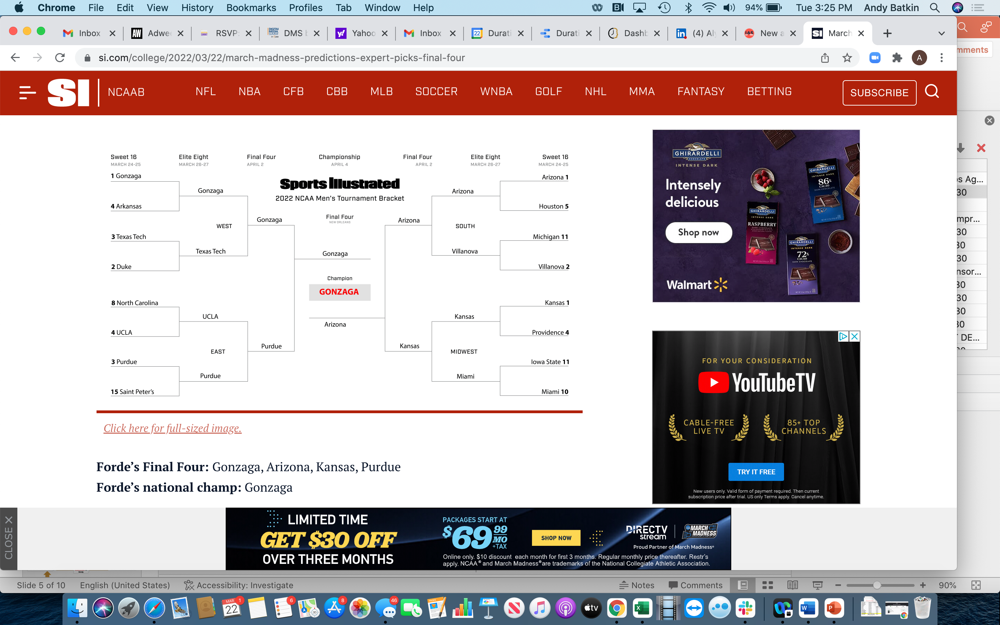 Chrome File Edit View History Bookmarks Profiles Tab Window Help 94% Tue 3:25 PM Andy Batkin
Inbox Adwe RSVP: DMS b Yahoo Inbox Durati Durati Dashb (4) Aly New a March
si.com/college/2022/03/22/march-madness-predictions-expert-picks-final-four
SI NCAAB NFL NBA CFB CBB MLB SOCCER WNBA GOLF NHL MMA FANTASY BETTING SUBSCRIBE
Sweet 16 Elite Eight Final Four Championship Final Four Elite Eight Sweet 16
MARCH 24-25 MARCH 26-27 APRIL 2 APRIL 4 APRIL 2 MARCH 26-27 MARCH 24-25
Sports Illustrated
2022 NCAA Men's Tournament Bracket
Final Four
NEW ORLEANS
1 Gonzaga
4 Arkansas
Gonzaga
WEST
Gonzaga
3 Texas Tech
Texas Tech
2 Duke
8 North Carolina
UCLA
4 UCLA
EAST
Purdue
3 Purdue
Purdue
15 Saint Peter's
Gonzaga
Champion
GONZAGA
Arizona
Arizona 1
Arizona
Houston 5
Arizona
SOUTH
Michigan 11
Villanova
Villanova 2
Kansas 1
Kansas
Providence 4
Kansas
MIDWEST
Iowa State 11
Miami
Miami 10
Click here for full-sized image.
Forde's Final Four: Gonzaga, Arizona, Kansas, Purdue
Forde's national champ: Gonzaga
GHIRARDELLI
CHOCOLATE
INTENSE DARK
Intensely
delicious
Shop now
Walmart
GHIRARDELLI
INTENSE DARK
86%
CACAO
GHIRARDELLI
INTENSE DARK
RASPBERRY
GHIRARDELLI
INTENSE DARK
72%
CACAO
FOR YOUR CONSIDERATION
YouTubeTV
CABLE-FREE
LIVE TV
85+ TOP
CHANNELS
TRY IT FREE
New users only. Valid form of payment required. Then current
subscription price after trial. US only Terms apply. Cancel anytime.
CLOSE X
LIMITED TIME
GET $30 OFF
OVER THREE MONTHS
PACKAGES START AT
$69 99 MO +TAX
SHOP NOW
DIRECTV
stream
MARCH
MADNESS
Proud Partner of March Madness®
Online only. $10 discount each month for first 3 months. Regular monthly price thereafter. Restr's
apply. NCAA® and March Madness® are trademarks of the National Collegiate Athletic Association.
mments
s Ag...
30
mpr...
30
30
30
nsor...
30
30
30
30
DE...
Slide 5 of 10 English (United States) Accessibility: Investigate Notes Comments 90%
MAR 22 1 6 3D 8 46 PAGES tv X W P XLSX